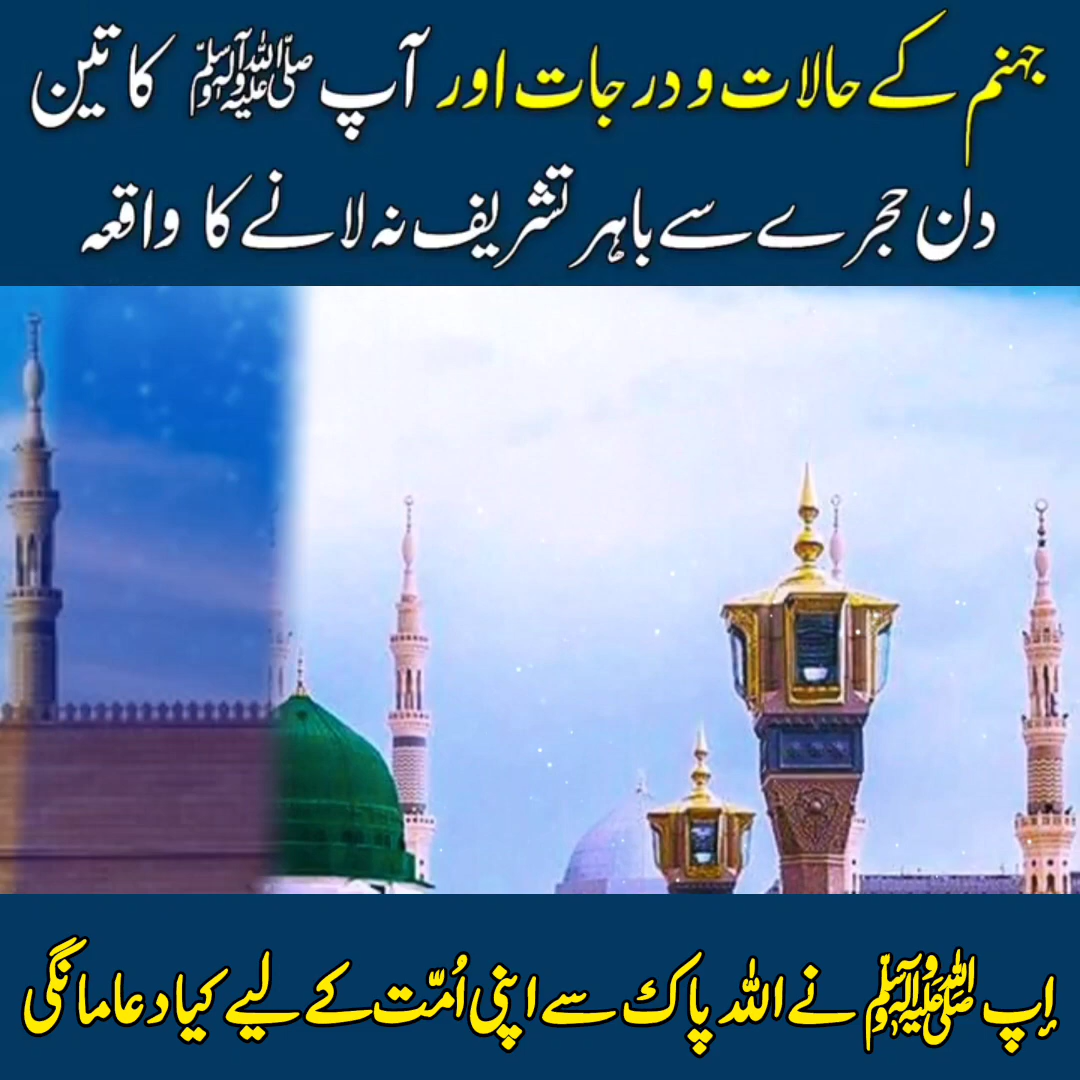 جہنم کے حالات و درجات اور آپ ﷺ کا تین
دن حجرے سے باہر تشریف نہ لانے کا واقعہ
إپ ﷺ نے اللہ پاک سے اپنی اُمّت کے لیے کیا دعا مانگی